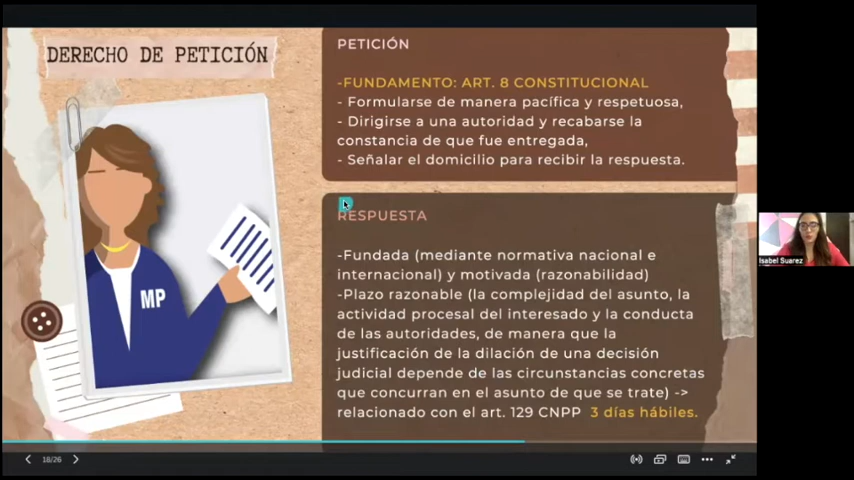 DERECHO DE PETICIÓN
PETICIÓN
-FUNDAMENTO: ART. 8 CONSTITUCIONAL
- Formularse de manera pacífica y respetuosa,
- Dirigirse a una autoridad y recabarse la
constancia de que fue entregada,
- Señalar el domicilio para recibir la respuesta.
MP
RESPUESTA
-Fundada (mediante normativa nacional e
internacional) y motivada (razonabilidad)
-Plazo razonable (la complejidad del asunto, la
actividad procesal del interesado y la conducta
de las autoridades, de manera que la
justificación de la dilación de una decisión
judicial depende de las circunstancias concretas
que concurran en el asunto de que se trate) ->
relacionado con el art. 129 CNPP 3 días hábiles.
Isabel Suarez
18/26